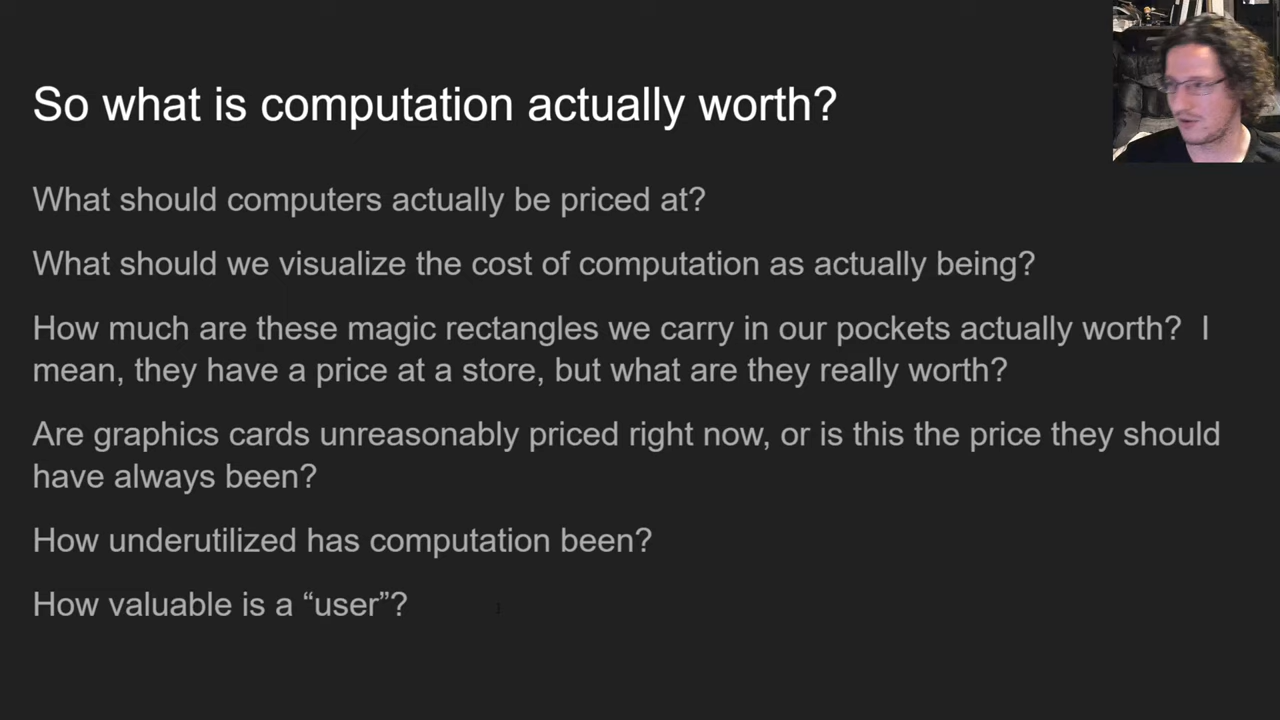 So what is computation actually worth?
What should computers actually be priced at?
What should we visualize the cost of computation as actually being?
How much are these magic rectangles we carry in our pockets actually worth?  I
mean, they have a price at a store, but what are they really worth?
Are graphics cards unreasonably priced right now, or is this the price they should
have always been?
How underutilized has computation been?
How valuable is a “user”?